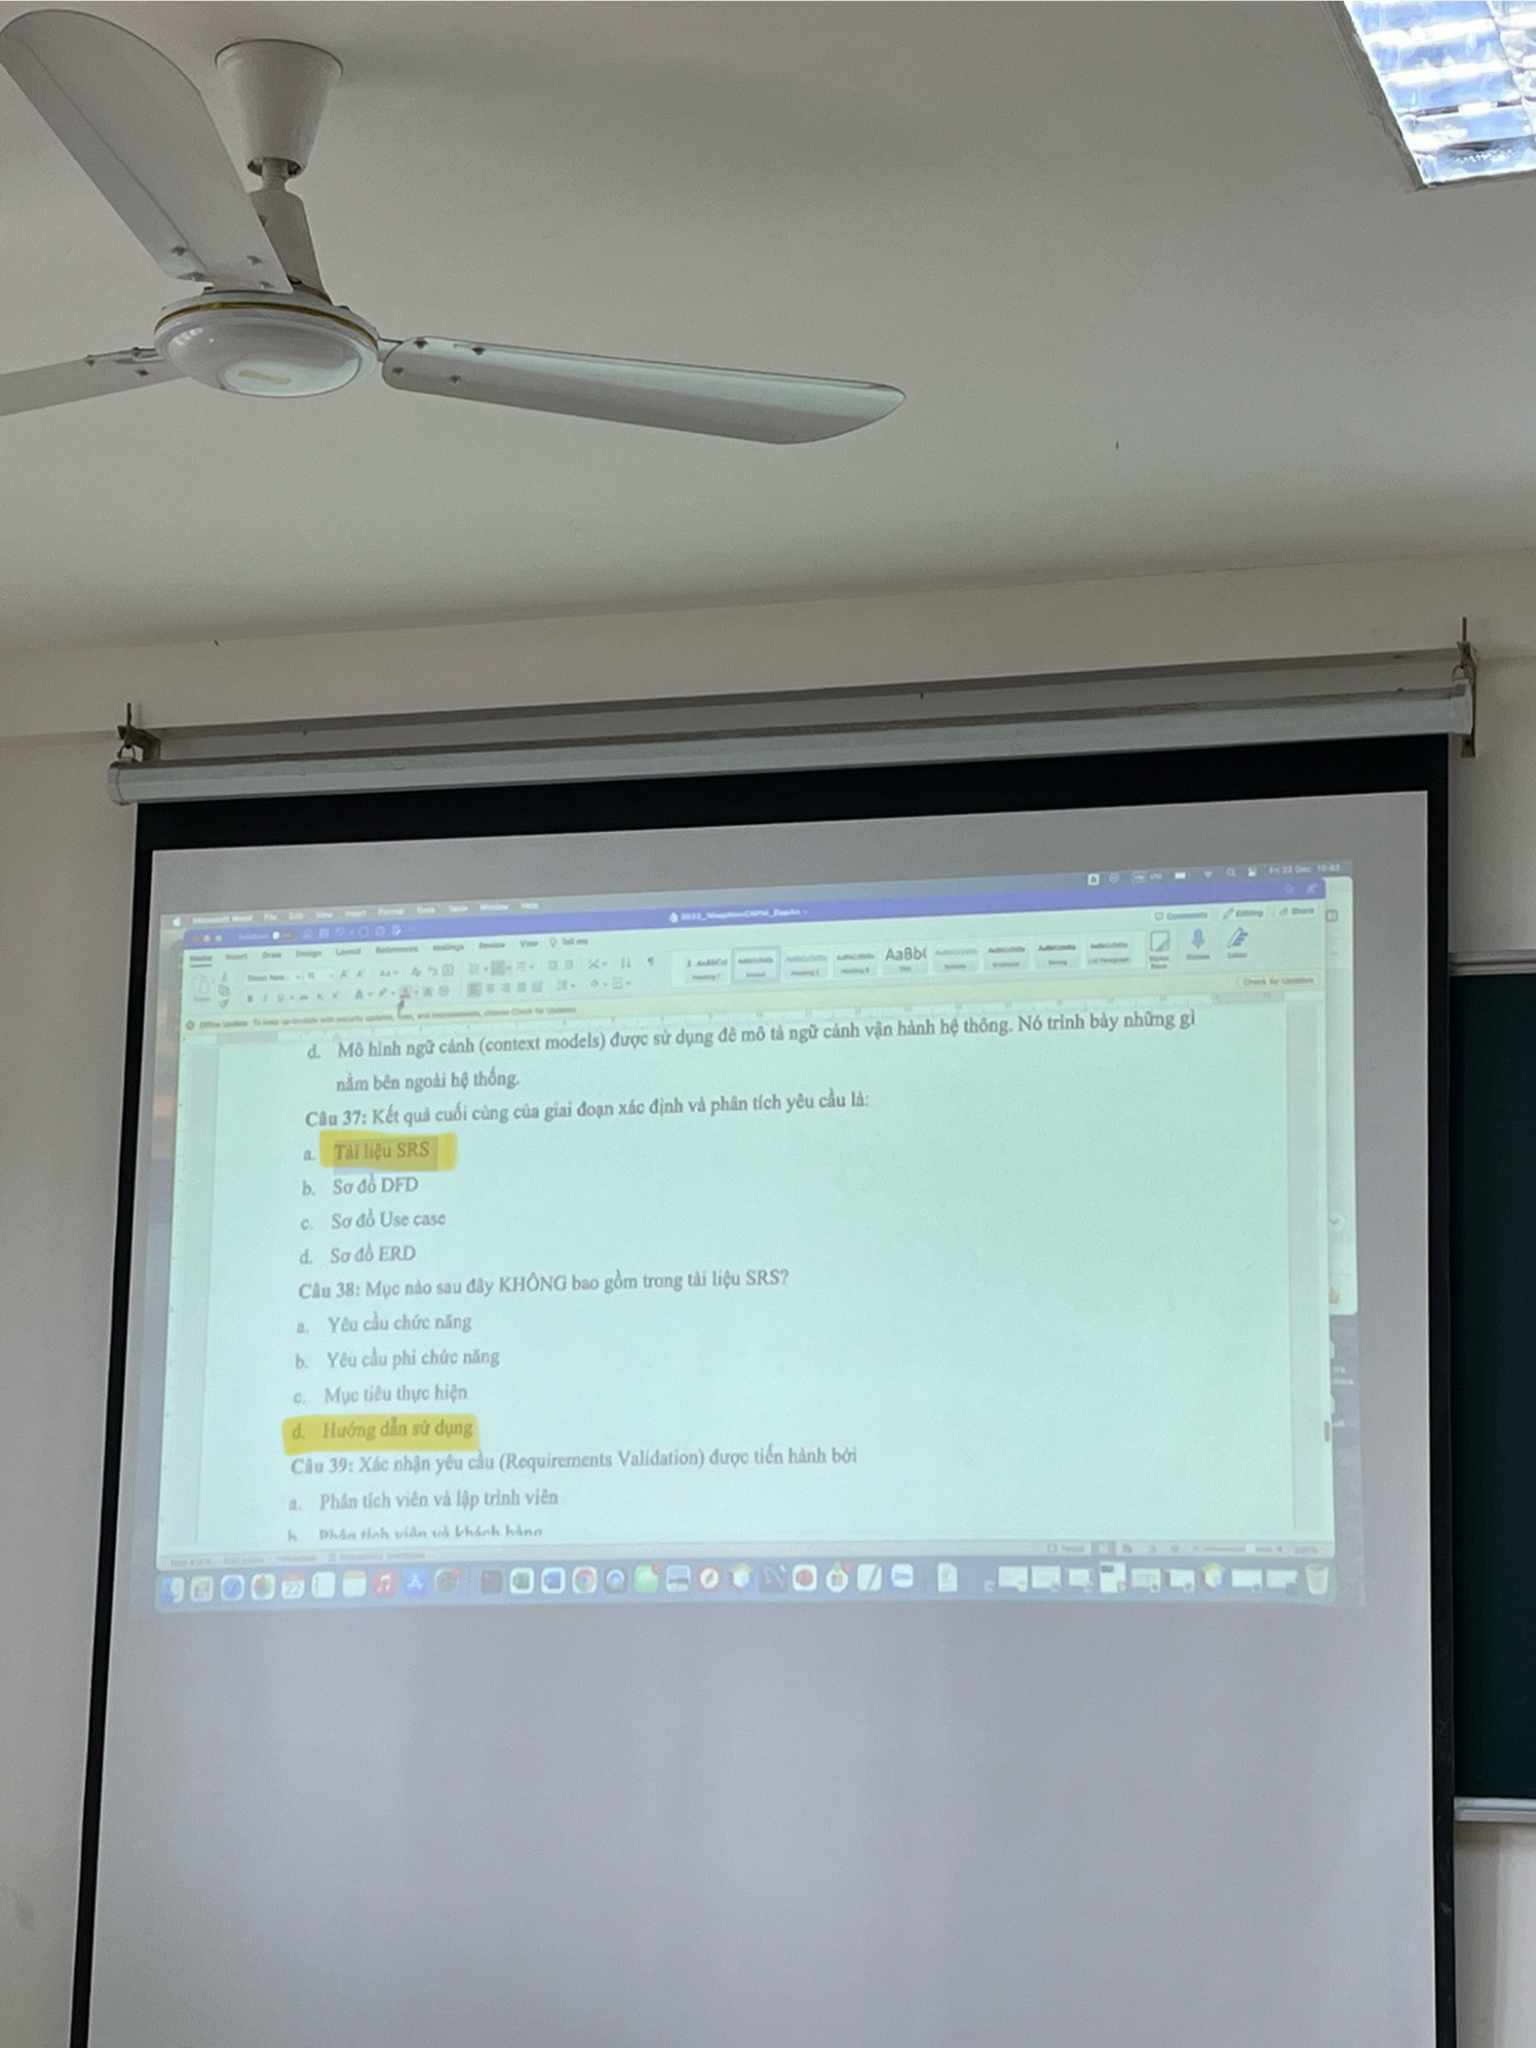 Microsoft Word File Edit View Insert Format Tools Table Window Help
Fri 22 Dec
Home Insert Draw Design Layout References Mailings Review View Tell me
Comments Editing Share
AaBb(
Check for Updates
d. Mô hình ngữ cảnh (context models) được sử dụng để mô tả ngữ cảnh vận hành hệ thống. Nó trình bày những gì
nằm bên ngoài hệ thống.
Câu 37: Kết quả cuối cùng của giai đoạn xác định và phân tích yêu cầu là:
a. Tài liệu SRS
b. Sơ đồ DFD
c. Sơ đồ Use case
d. Sơ đồ ERD
Câu 38: Mục nào sau đây KHÔNG bao gồm trong tài liệu SRS?
a. Yêu cầu chức năng
b. Yêu cầu phi chức năng
c. Mục tiêu thực hiện
d. Hướng dẫn sử dụng
Câu 39: Xác nhận yêu cầu (Requirements Validation) được tiến hành bởi
a. Phân tích viên và lập trình viên
b. Phân tích viên và khách hàng
22